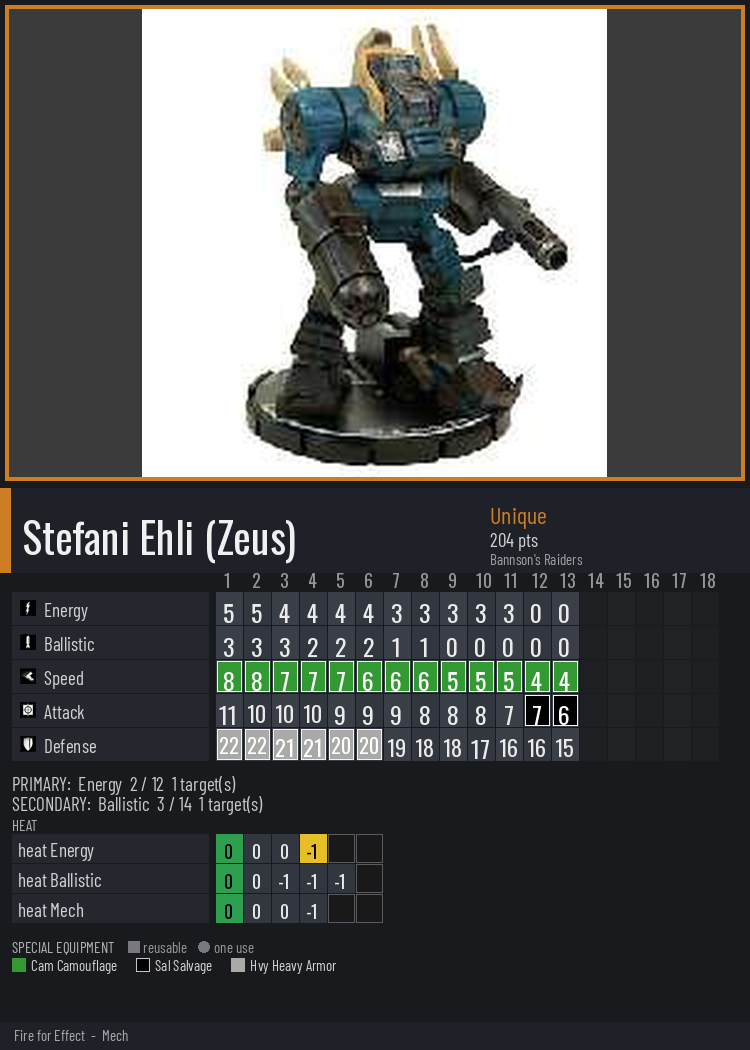 Stefani Ehli (Zeus)
Unique
204 pts
Bannson's Raiders
1 2 3 4 5 6 7 8 9 10 11 12 13 14 15 16 17 18
Energy 5 5 4 4 4 4 3 3 3 3 3 0 0
Ballistic 3 3 3 2 2 2 1 1 0 0 0 0 0
Speed 8 8 7 7 7 6 6 6 5 5 5 4 4
Attack 11 10 10 10 9 9 9 8 8 8 7 7 6
Defense 22 22 21 21 20 20 19 18 18 17 16 16 15
PRIMARY: Energy 2 / 12 1 target(s)
SECONDARY: Ballistic 3 / 14 1 target(s)
HEAT
heat Energy 0 0 0 -1
heat Ballistic 0 0 -1 -1 -1
heat Mech 0 0 0 -1
SPECIAL EQUIPMENT reusable one use
Cam Camouflage Sal Salvage Hvy Heavy Armor
Fire for Effect - Mech